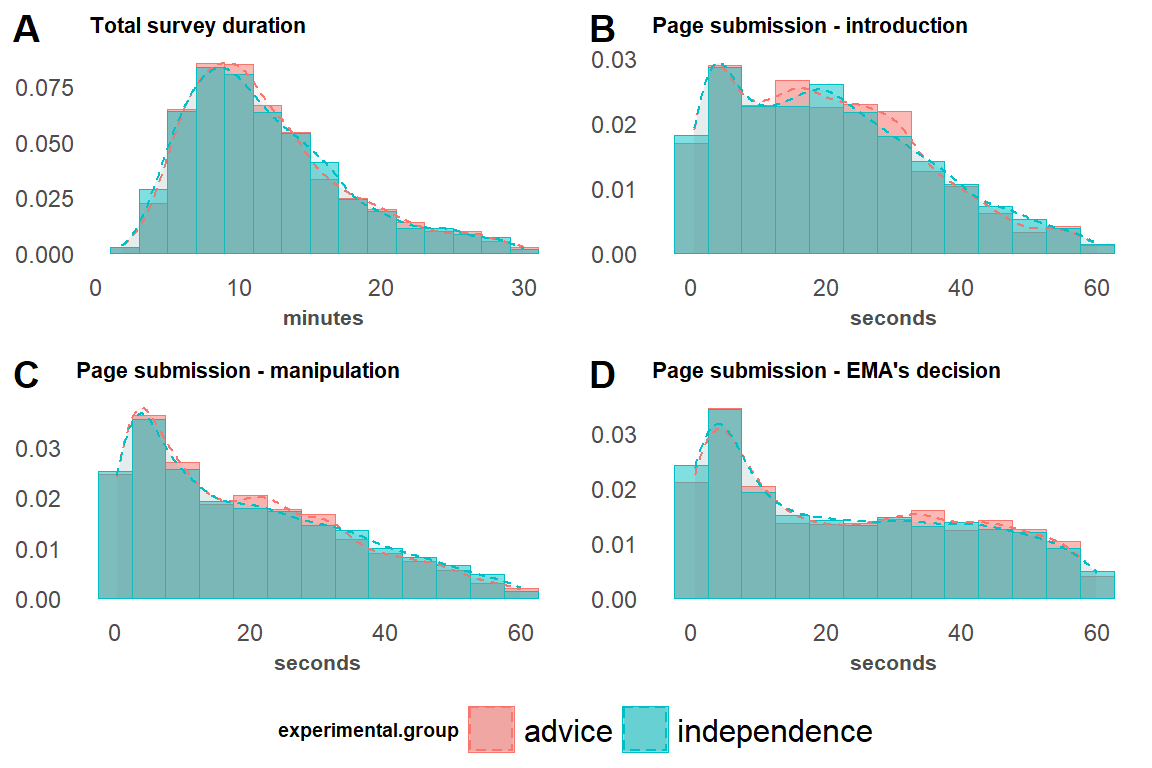 A Total survey duration
0.075
0.050
0.025
0.000
0 10 20 30
minutes
B Page submission - introduction
0.03
0.02
0.01
0.00
0 20 40 60
seconds
C Page submission - manipulation
0.03
0.02
0.01
0.00
0 20 40 60
seconds
D Page submission - EMA's decision
0.03
0.02
0.01
0.00
0 20 40 60
seconds
experimental.group advice independence